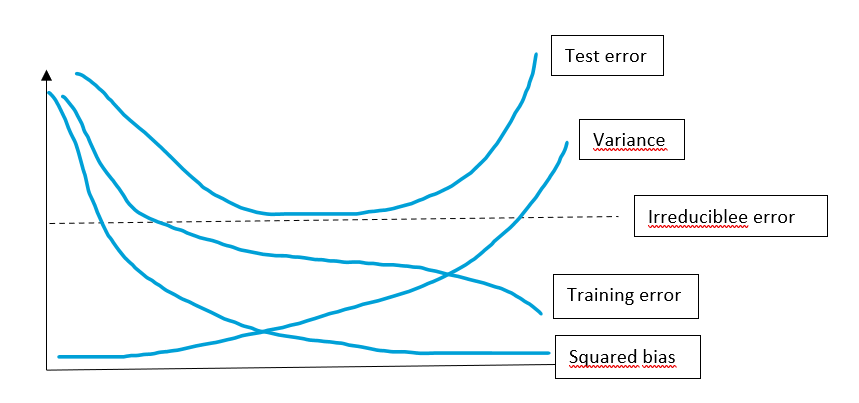 Test error
Variance
Irreduciblee error
Training error
Squared bias